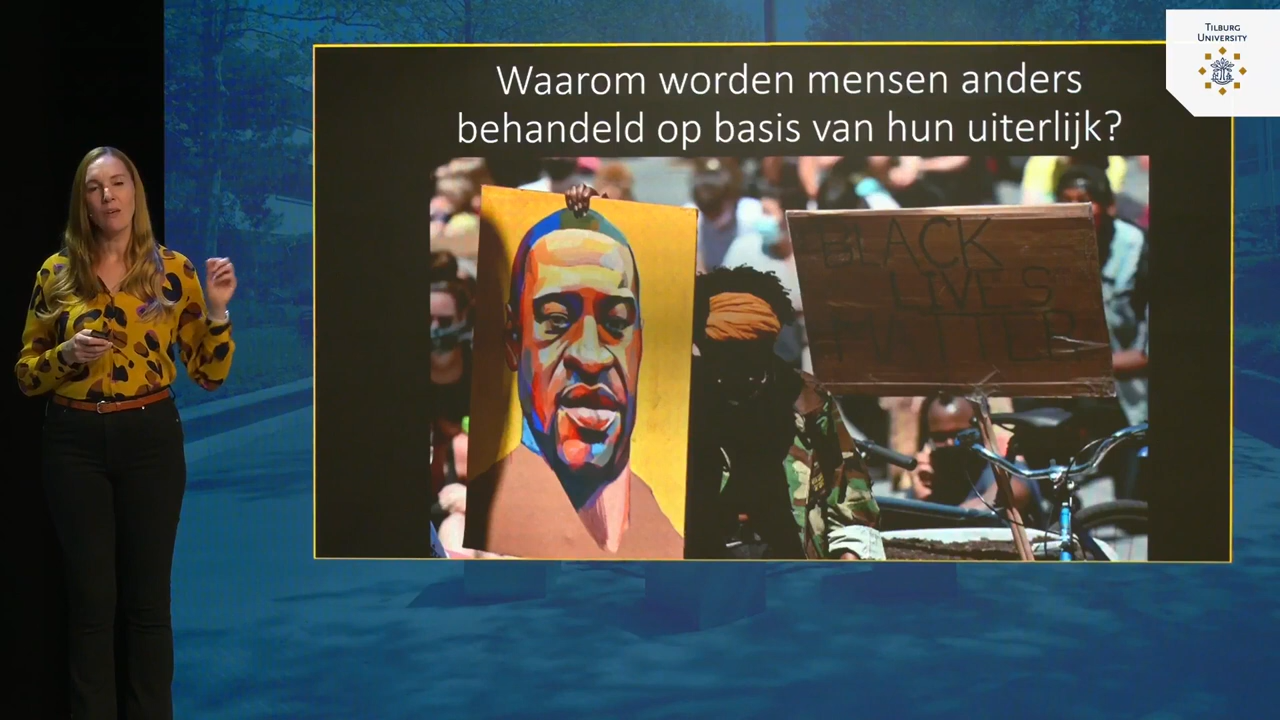 Waarom worden mensen anders
behandeld op basis van hun uiterlijk?
TILBURG
UNIVERSITY
BLACK
LIVES
MATTER